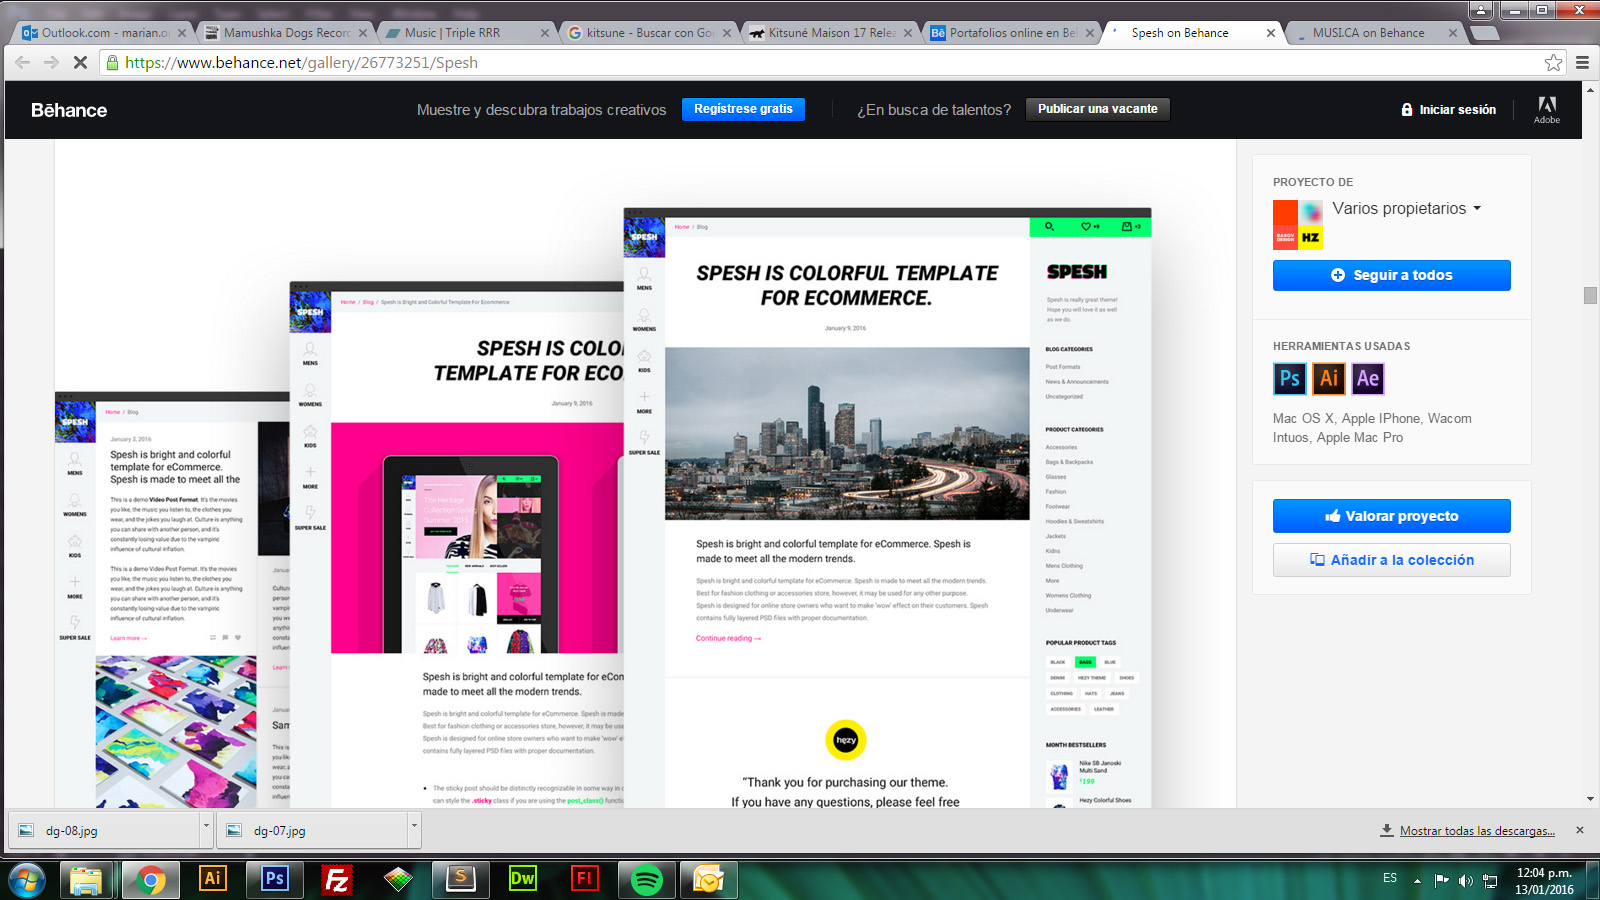 Outlook.com - marian.o
Mamushka Dogs Record
Music | Triple RRR
kitsune - Buscar con Goo
Kitsuné Maison 17 Relea
Portafolios online en Be
Spesh on Behance
MUSI.CA on Behance
https://www.behance.net/gallery/26773251/Spesh
Bēhance
Muestre y descubra trabajos creativos
Regístrese gratis
¿En busca de talentos?
Publicar una vacante
Iniciar sesión
Adobe
PROYECTO DE
Varios propietarios
BASOV DESIGN
HZ
Seguir a todos
HERRAMIENTAS USADAS
Ps Ai Ae
Mac OS X, Apple IPhone, Wacom
Intuos, Apple Mac Pro
Valorar proyecto
Añadir a la colección
SPESH
Home / Blog
MENS
WOMENS
KIDS
MORE
SUPER SALE
January 3, 2016
Spesh is bright and colorful
template for eCommerce.
Spesh is made to meet all the
This is a demo Video Post Format. It's the movies
you like, the music you listen to, the clothes you
wear, and the jokes you laugh at. Culture is anything
you can share with another person, and it's
constantly losing value due to the vampiric
influence of cultural inflation.
This is a demo Video Post Format. It's the movies
you like, the music you listen to, the clothes you
wear, and the jokes you laugh at. Culture is anything
you can share with another person, and it's
constantly losing value due to the vampiric
influence of cultural inflation.
Learn more →
SPESH
Home / Blog / Spesh is Bright and Colorful Template For Ecommerce
MENS
WOMENS
KIDS
MORE
SUPER SALE
SPESH IS COLO
TEMPLATE FOR ECO
January 9, 2016
The Heritage
Collection Spring
Summer 2015
Spesh is bright and colorful template for eCon
made to meet all the modern trends.
Spesh is bright and colorful template for eCommerce. Spesh is made
Best for fashion clothing or accessories store, however, it may be use
Spesh is designed for online store owners who want to make 'wow' ef
contains fully layered PSD files with proper documentation.
The sticky post should be distinctly recognizable in some way in c
can style the .sticky class if you are using the post_class() functio
SPESH
Home / Blog
MENS
WOMENS
KIDS
MORE
SUPER SALE
SPESH IS COLORFUL TEMPLATE
FOR ECOMMERCE.
January 9, 2016
Spesh is bright and colorful template for eCommerce. Spesh is
made to meet all the modern trends.
Spesh is bright and colorful template for eCommerce. Spesh is made to meet all the modern trends.
Best for fashion clothing or accessories store, however, it may be used for any other purpose.
Spesh is designed for online store owners who want to make 'wow' effect on their customers. Spesh
contains fully layered PSD files with proper documentation.
Continue reading →
hezy
“Thank you for purchasing our theme.
If you have any questions, please feel free
SPESH
Spesh is really great theme!
Hope you will love it as well
as we do.
BLOG CATEGORIES
Post Formats
News & Announcements
Uncategorized
PRODUCT CATEGORIES
Accessories
Bags & Backpacks
Glasses
Fashion
Footwear
Hoodies & Sweatshirts
Jackets
Kidns
Mens Clothing
More
Womens Clothing
Underwear
POPULAR PRODUCT TAGS
BLACK BAGS BLUE
DENIM HEZY THEME SHOES
CLOTHING HATS JEANS
ACCESSORIES LEATHER
MONTH BESTSELLERS
Nike SB Janoski
Multi Sand
$199
Hezy Colorful Shoes
dg-08.jpg
dg-07.jpg
Mostrar todas las descargas...
Ai Ps Fz S Dw Fl
ES
12:04 p.m.
13/01/2016